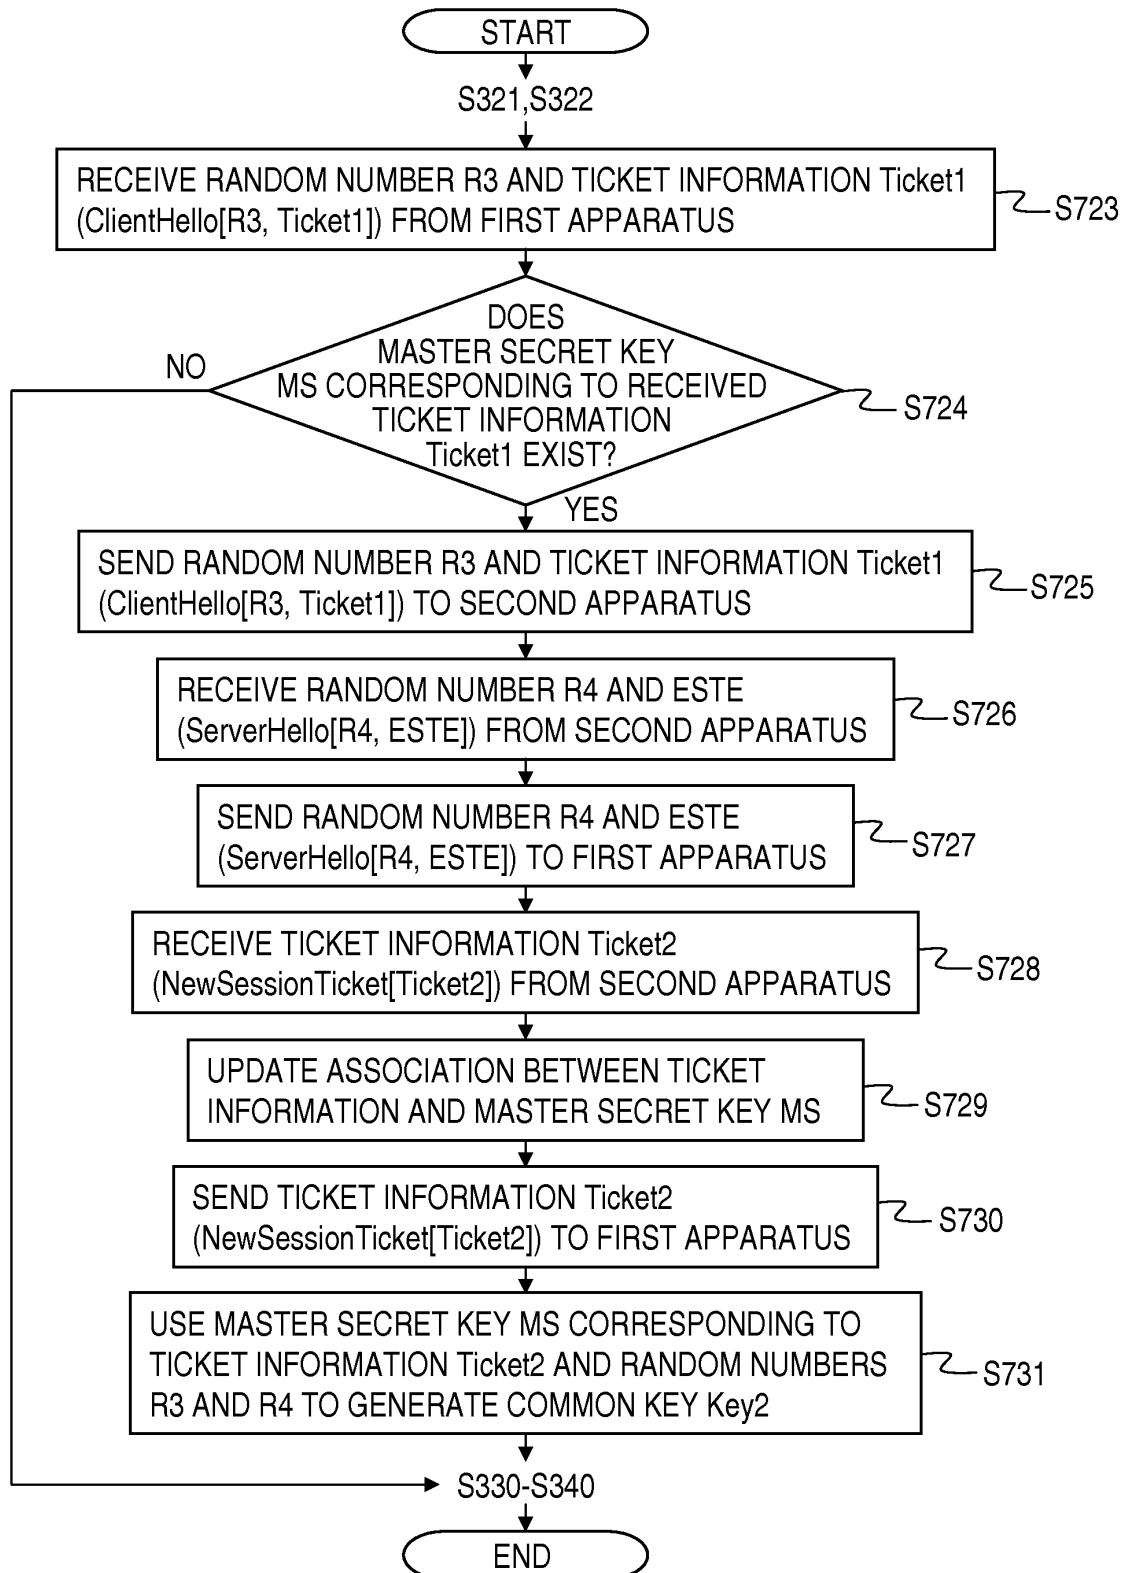 START
S321,S322
RECEIVE RANDOM NUMBER R3 AND TICKET INFORMATION Ticket1
(ClientHello[R3, Ticket1]) FROM FIRST APPARATUS
S723
DOES
MASTER SECRET KEY
MS CORRESPONDING TO RECEIVED
TICKET INFORMATION
Ticket1 EXIST?
NO
S724
YES
SEND RANDOM NUMBER R3 AND TICKET INFORMATION Ticket1
(ClientHello[R3, Ticket1]) TO SECOND APPARATUS
S725
RECEIVE RANDOM NUMBER R4 AND ESTE
(ServerHello[R4, ESTE]) FROM SECOND APPARATUS
S726
SEND RANDOM NUMBER R4 AND ESTE
(ServerHello[R4, ESTE]) TO FIRST APPARATUS
S727
RECEIVE TICKET INFORMATION Ticket2
(NewSessionTicket[Ticket2]) FROM SECOND APPARATUS
S728
UPDATE ASSOCIATION BETWEEN TICKET
INFORMATION AND MASTER SECRET KEY MS
S729
SEND TICKET INFORMATION Ticket2
(NewSessionTicket[Ticket2]) TO FIRST APPARATUS
S730
USE MASTER SECRET KEY MS CORRESPONDING TO
TICKET INFORMATION Ticket2 AND RANDOM NUMBERS
R3 AND R4 TO GENERATE COMMON KEY Key2
S731
S330-S340
END